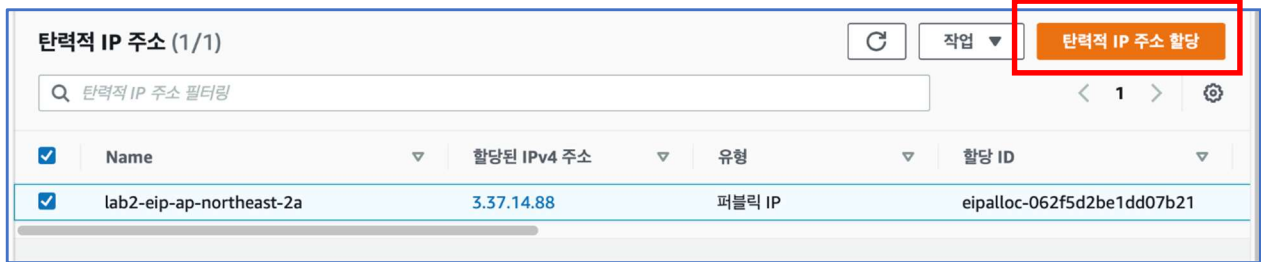 탄력적 IP 주소 (1/1)
작업
탄력적 IP 주소 할당
탄력적 IP 주소 필터링
1
Name 할당된 IPv4 주소 유형 할당 ID
lab2-eip-ap-northeast-2a 3.37.14.88 퍼블릭 IP eipalloc-062f5d2be1dd07b21